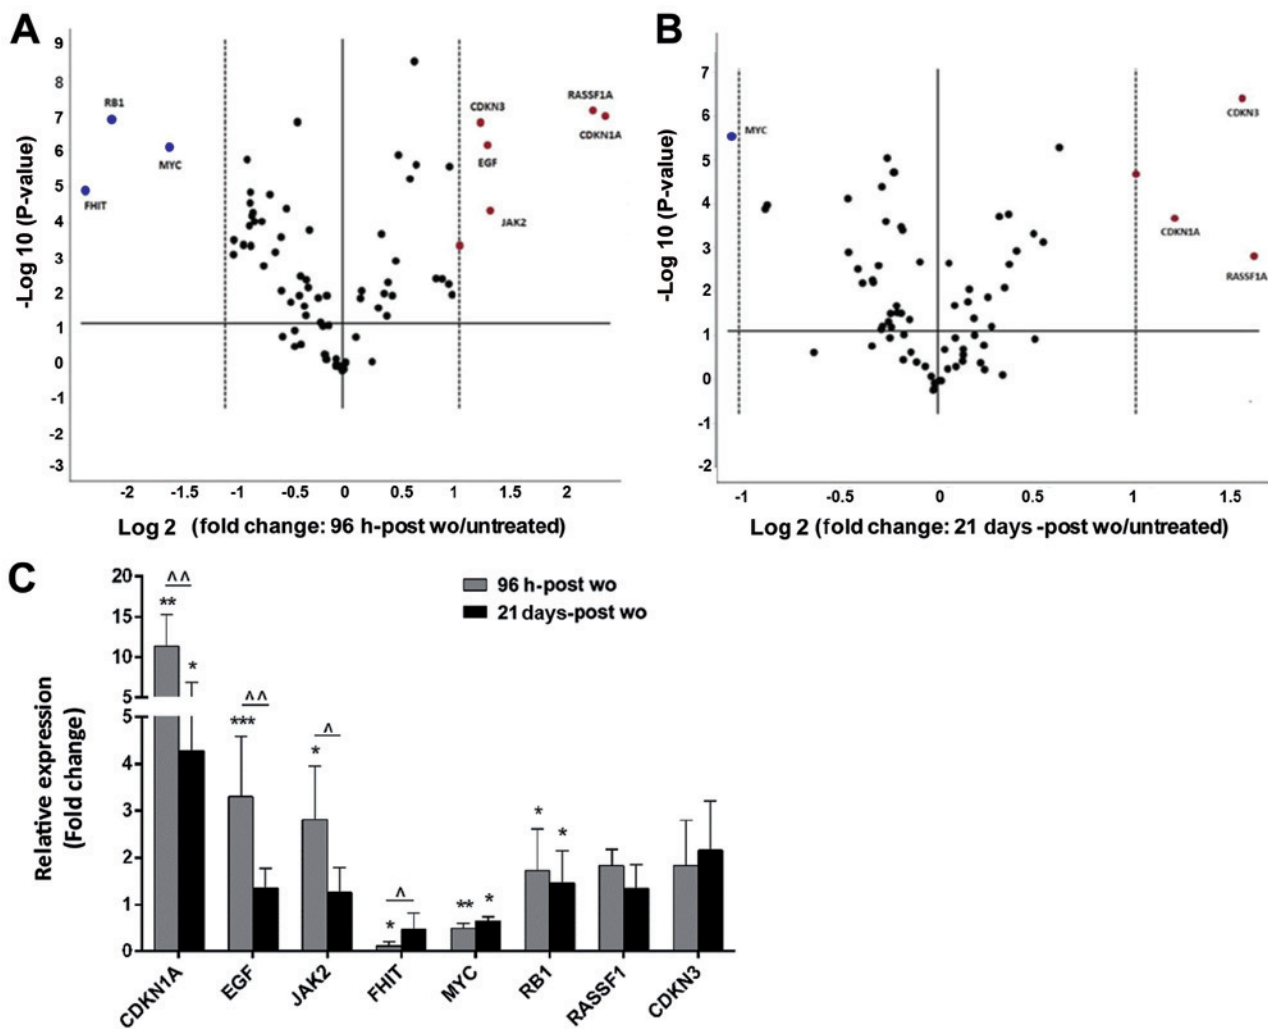 A
9
8
7
6
5
4
3
2
1
0
-1
-2
-3
-Log 10 (P-value)
RB1
MYC
FHIT
CDKN3
EGF
JAK2
RASSF1A
CDKN1A
-2 -1.5 -1 -0.5 0 0.5 1 1.5 2
Log 2 (fold change: 96 h-post wo/untreated)
B
7
6
5
4
3
2
1
0
-1
-2
-Log 10 (P-value)
MYC
CDKN3
CDKN1A
RASSF1A
-1 -0.5 0 0.5 1 1.5
Log 2 (fold change: 21 days -post wo/untreated)
C
20
15
10
5
5
4
3
2
1
0
Relative expression
(Fold change)
96 h-post wo
21 days-post wo
^^
**
*
^^
***
^
*
^
*
**
*
*
*
CDKN1A
EGF
JAK2
FHIT
MYC
RB1
RASSF1
CDKN3